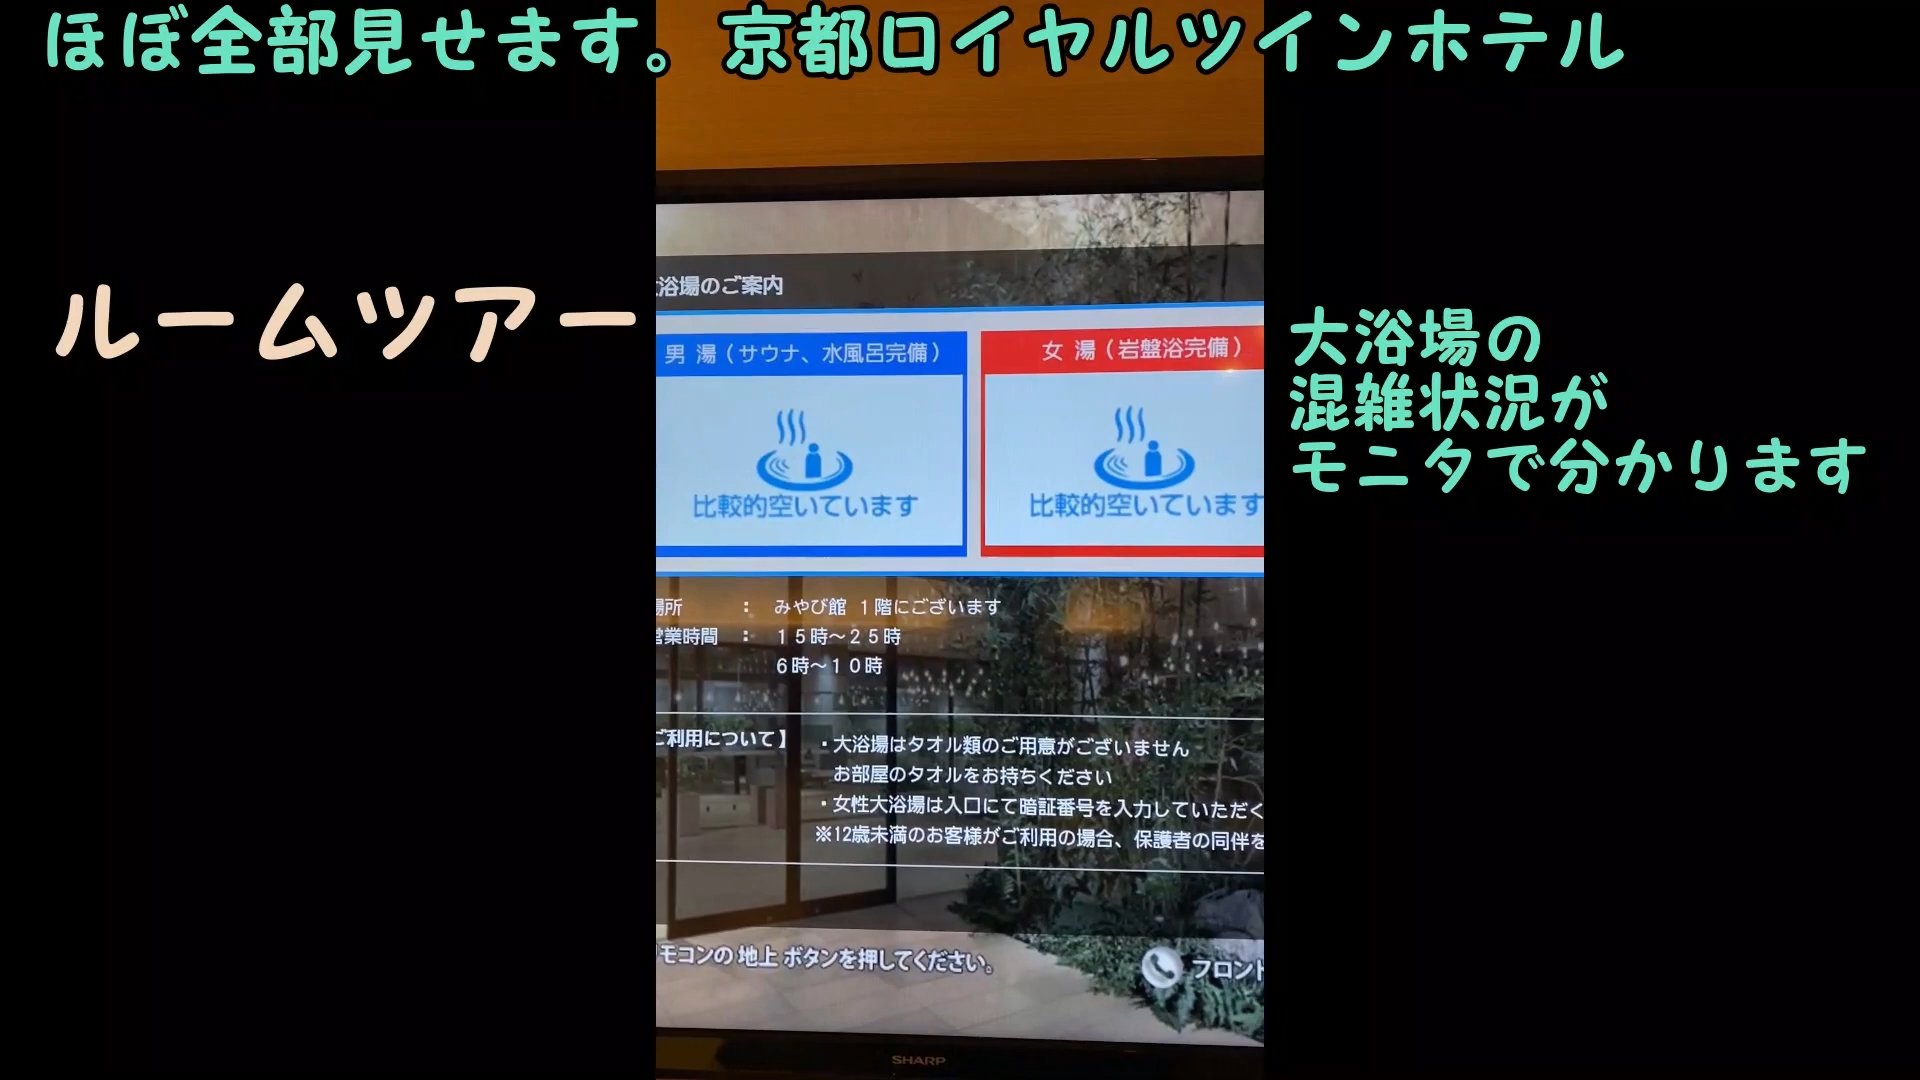 ほぼ全部見せます。京都ロイヤルツインホテル
ルームツアー
大浴場の
混雑状況が
モニタで分かります
浴場のご案内
男 湯（サウナ、水風呂完備）
女 湯（岩盤浴完備）
比較的空いています
比較的空いています
場所 ： みやび館 １階にございます
営業時間 ： １５時～２５時
６時～１０時
ご利用について】
・大浴場はタオル類のご用意がございません
お部屋のタオルをお持ちください
・女性大浴場は入口にて暗証番号を入力していただく
※12歳未満のお客様がご利用の場合、保護者の同伴を
モコンの 地上 ボタンを押してください。
フロント
SHARP